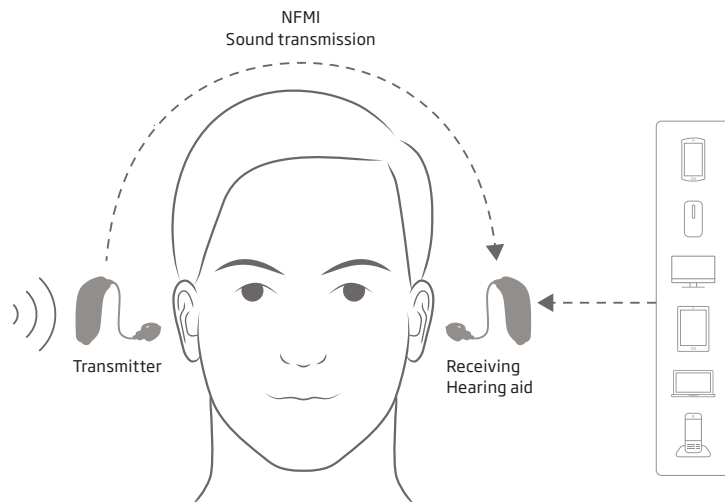 NFMI
Sound transmission
Transmitter
Receiving
Hearing aid